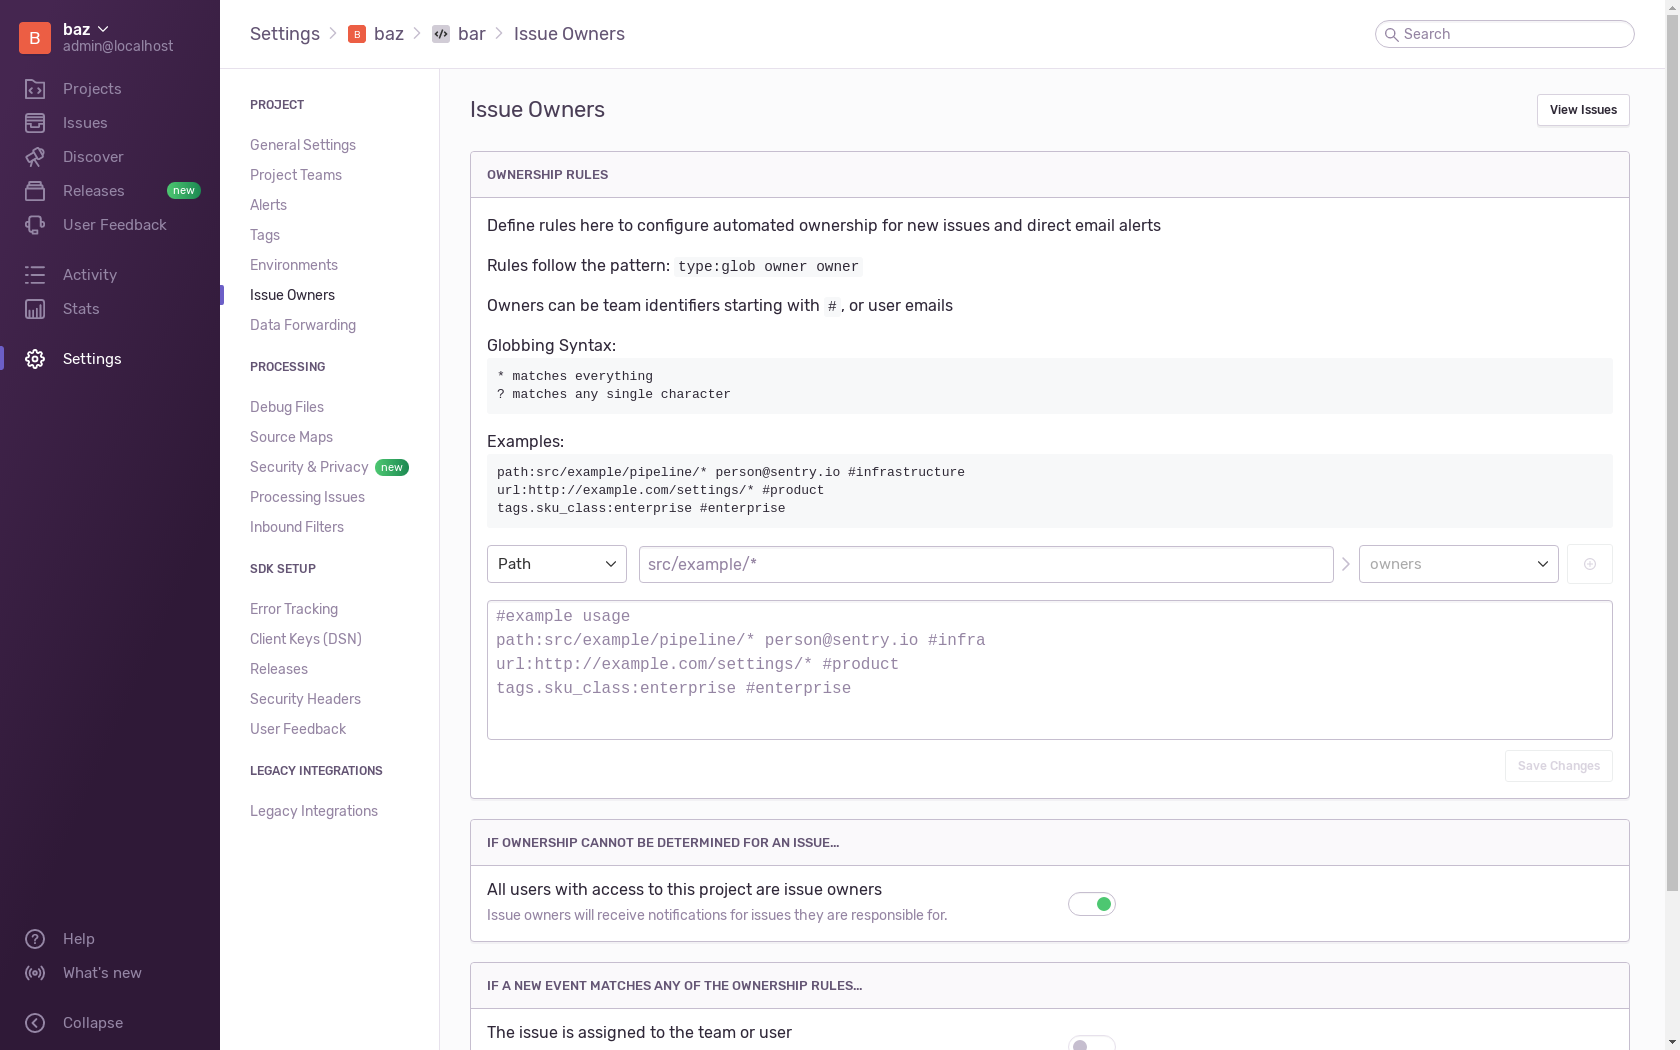 B
baz
admin@localhost
Projects
Issues
Discover
Releases new
User Feedback
Activity
Stats
Settings
Help
What's new
Collapse
Settings B baz bar Issue Owners
Search
PROJECT
General Settings
Project Teams
Alerts
Tags
Environments
Issue Owners
Data Forwarding
PROCESSING
Debug Files
Source Maps
Security & Privacy new
Processing Issues
Inbound Filters
SDK SETUP
Error Tracking
Client Keys (DSN)
Releases
Security Headers
User Feedback
LEGACY INTEGRATIONS
Legacy Integrations
Issue Owners
View Issues
OWNERSHIP RULES
Define rules here to configure automated ownership for new issues and direct email alerts
Rules follow the pattern: type:glob owner owner
Owners can be team identifiers starting with #, or user emails
Globbing Syntax:
* matches everything
? matches any single character
Examples:
path:src/example/pipeline/* person@sentry.io #infrastructure
url:http://example.com/settings/* #product
tags.sku_class:enterprise #enterprise
Path src/example/* owners
#example usage
path:src/example/pipeline/* person@sentry.io #infra
url:http://example.com/settings/* #product
tags.sku_class:enterprise #enterprise
Save Changes
IF OWNERSHIP CANNOT BE DETERMINED FOR AN ISSUE...
All users with access to this project are issue owners
Issue owners will receive notifications for issues they are responsible for.
IF A NEW EVENT MATCHES ANY OF THE OWNERSHIP RULES...
The issue is assigned to the team or user